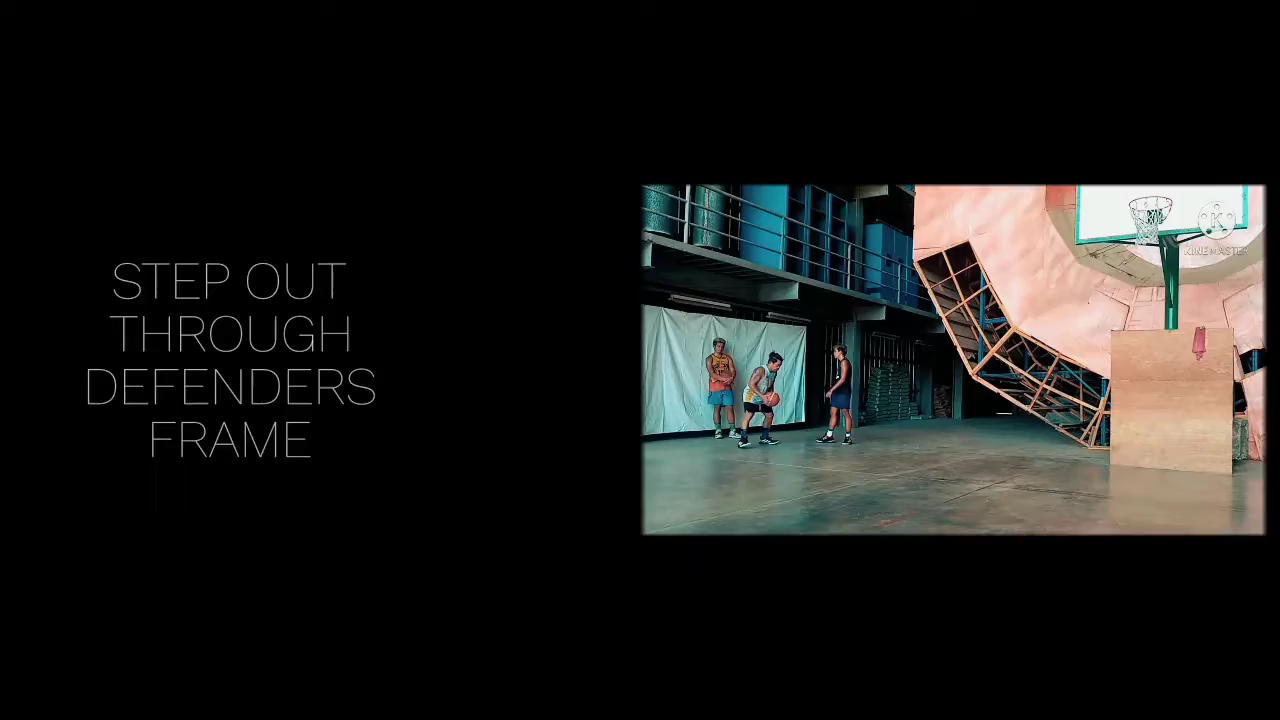 STEP OUT
THROUGH
DEFENDERS
FRAME
KINEMASTER